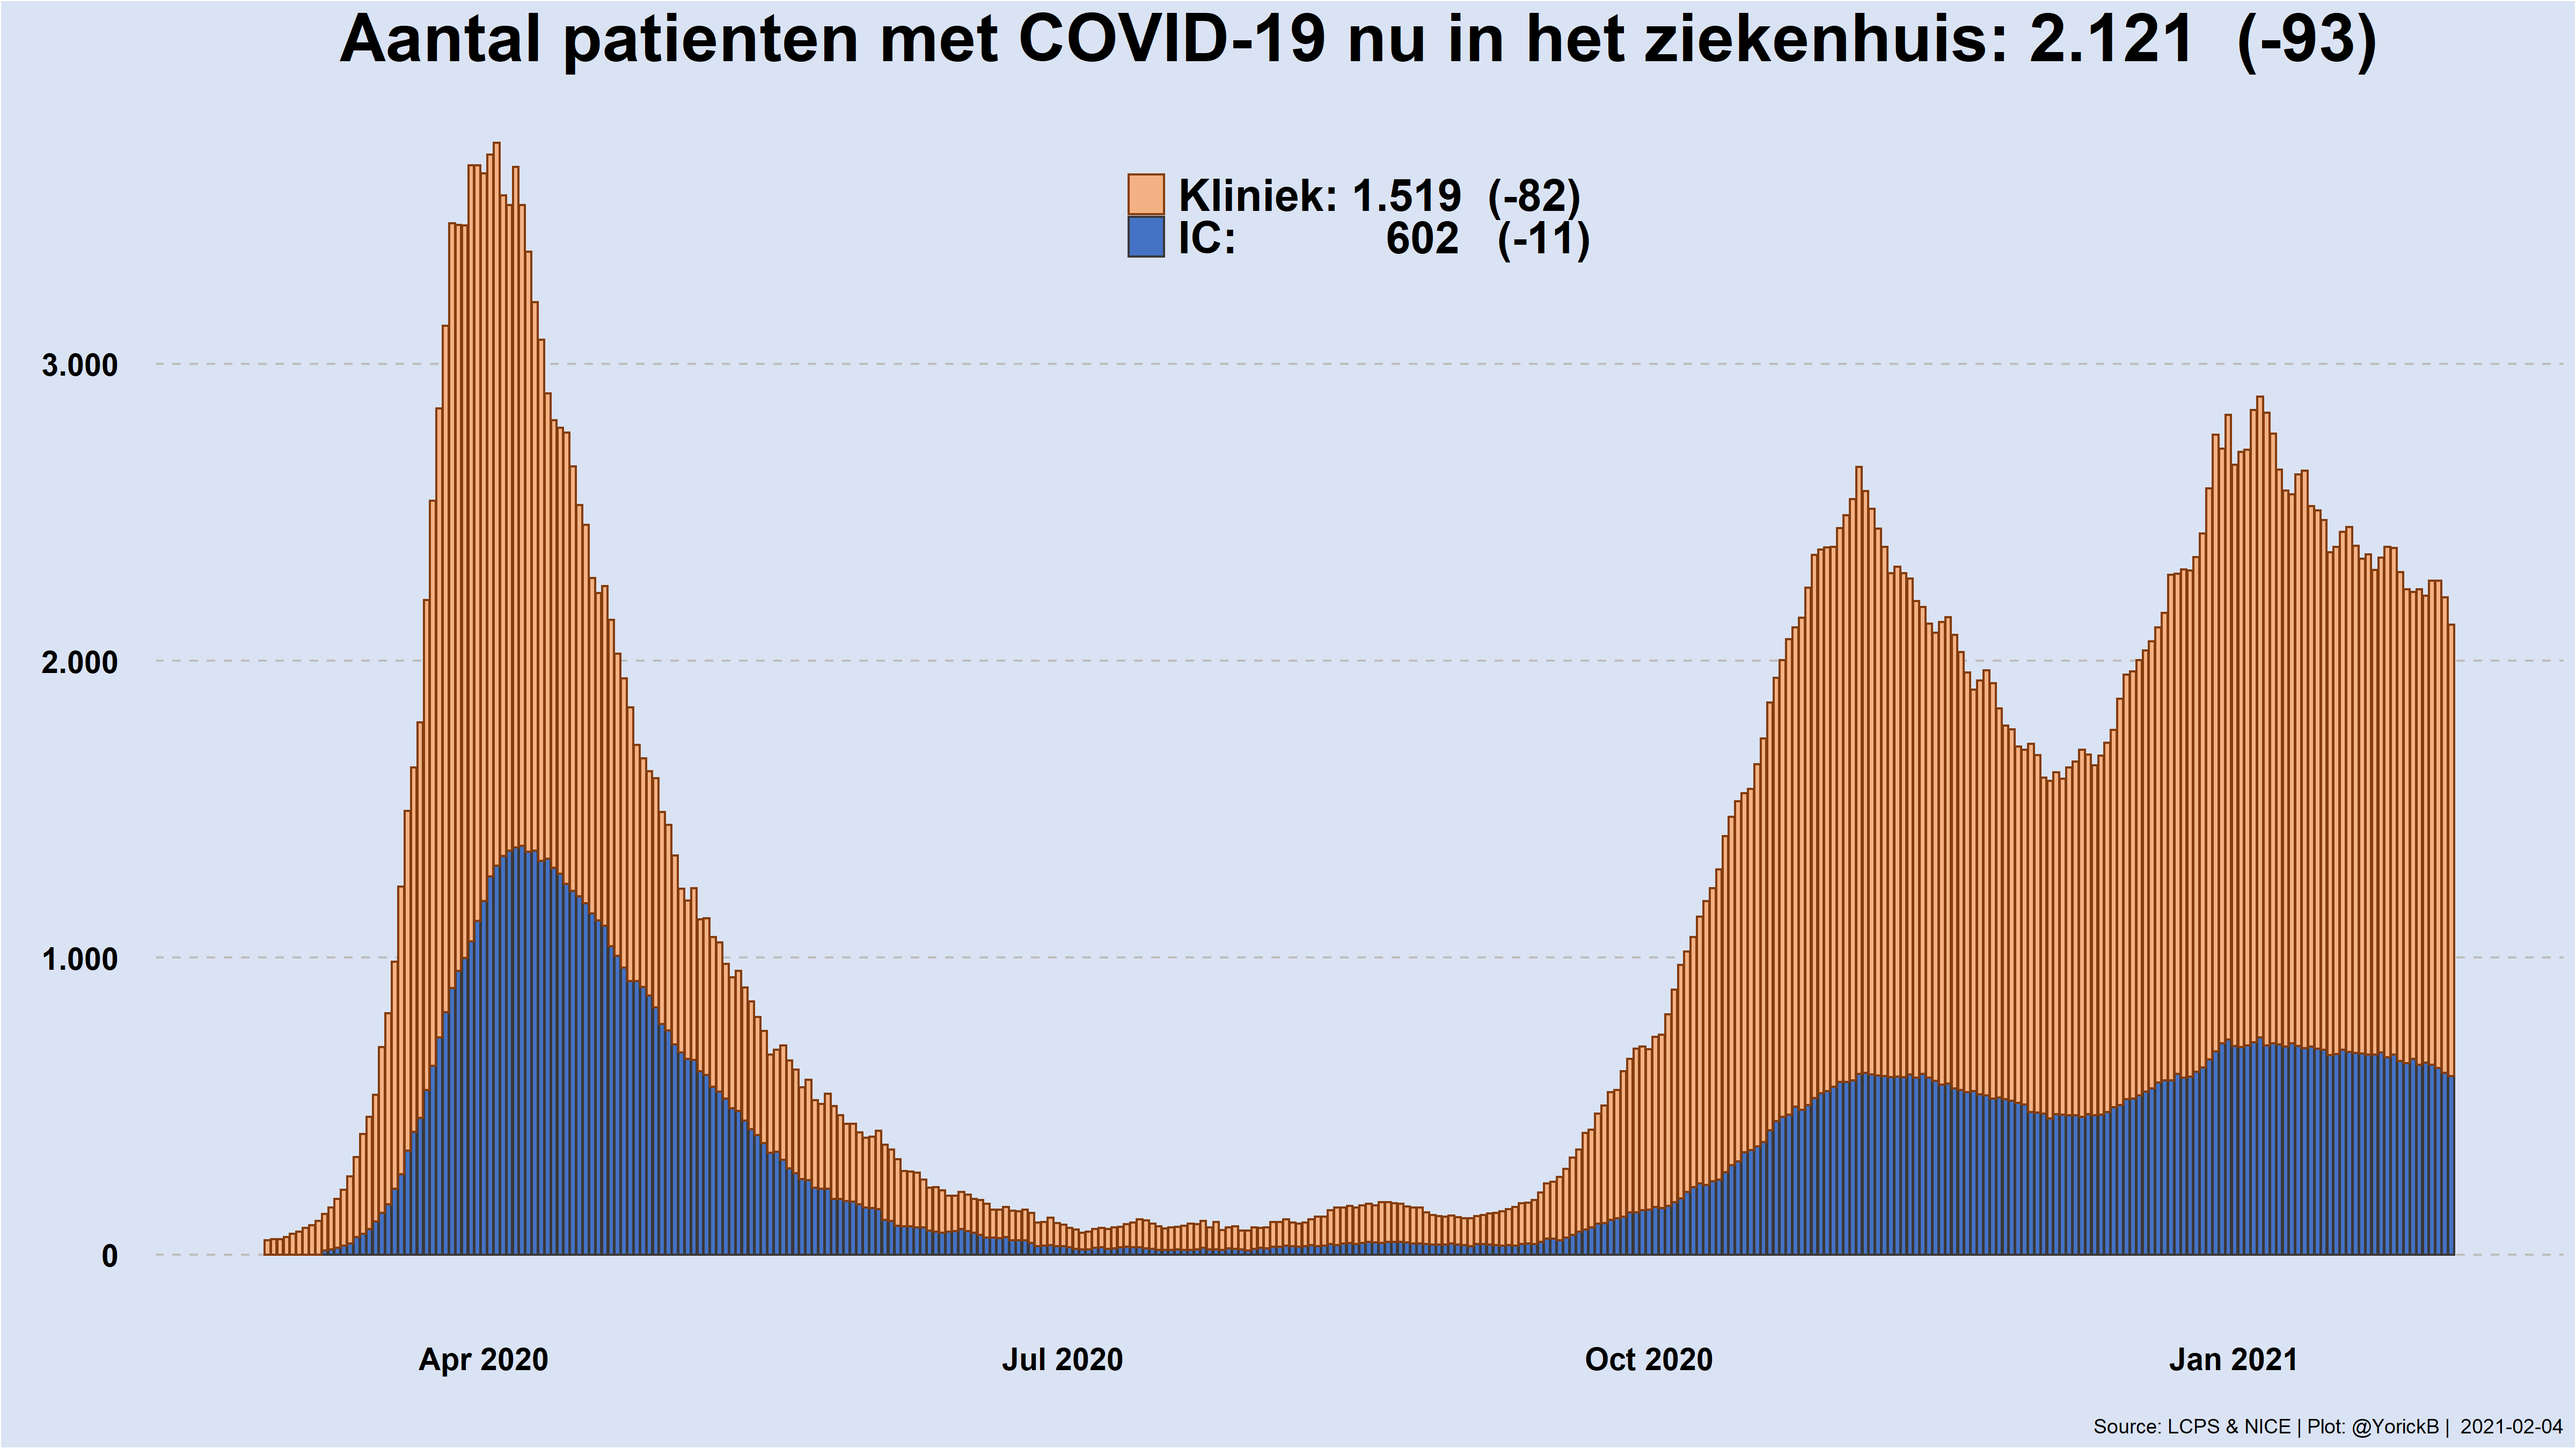 Aantal patienten met COVID-19 nu in het ziekenhuis: 2.121 (-93)
Kliniek: 1.519 (-82)
IC: 602 (-11)
3.000
2.000
1.000
0
Apr 2020
Jul 2020
Oct 2020
Jan 2021
Source: LCPS & NICE | Plot: @YorickB | 2021-02-04